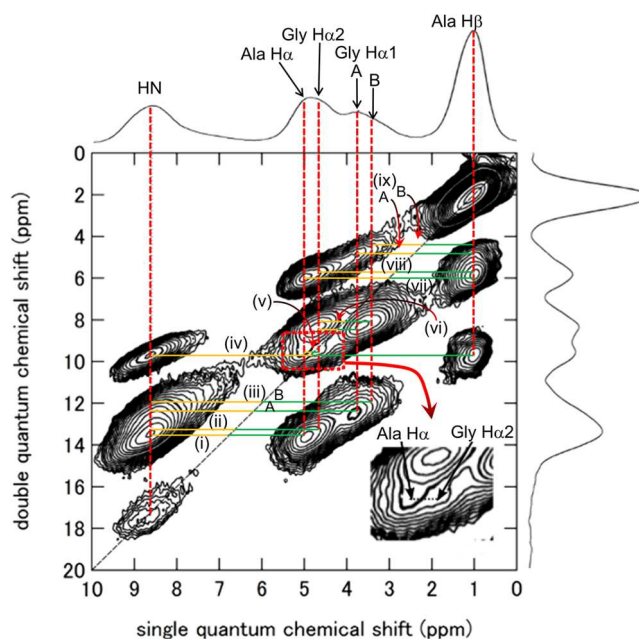 Ala Hβ
Gly Hα2
Ala Hα
Gly Hα1
A
B
HN
0
2
4
6
8
10
12
14
16
18
20
double quantum chemical shift (ppm)
(ix)
A
B
(viii)
(vii)
(v)
(vi)
(iv)
(iii)
B
A
(ii)
(i)
Ala Hα
Gly Hα2
10 9 8 7 6 5 4 3 2 1 0
single quantum chemical shift (ppm)